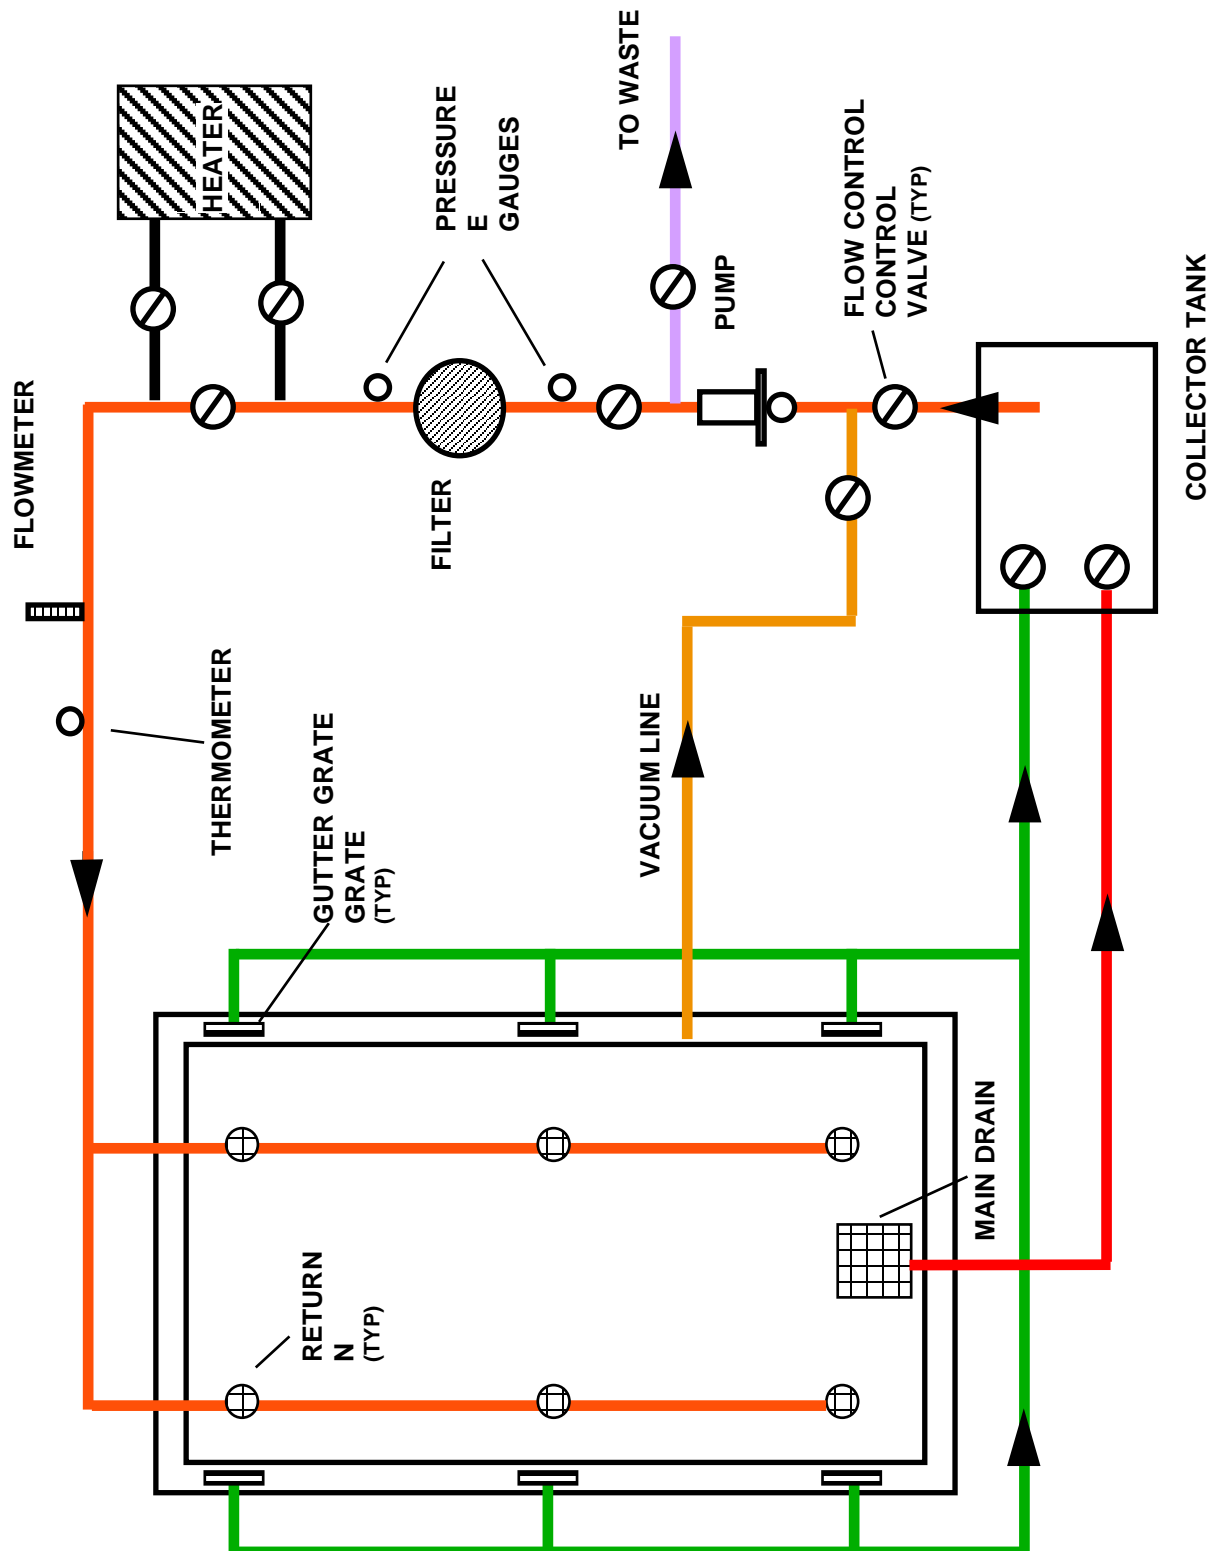 TO WASTE
HEATER
PRESSURE
E
GAUGES
FLOW CONTROL
CONTROL
VALVE (TYP)
PUMP
COLLECTOR TANK
FLOWMETER
FILTER
THERMOMETER
GUTTER GRATE
GRATE
(TYP)
VACUUM LINE
MAIN DRAIN
RETURN
N
(TYP)